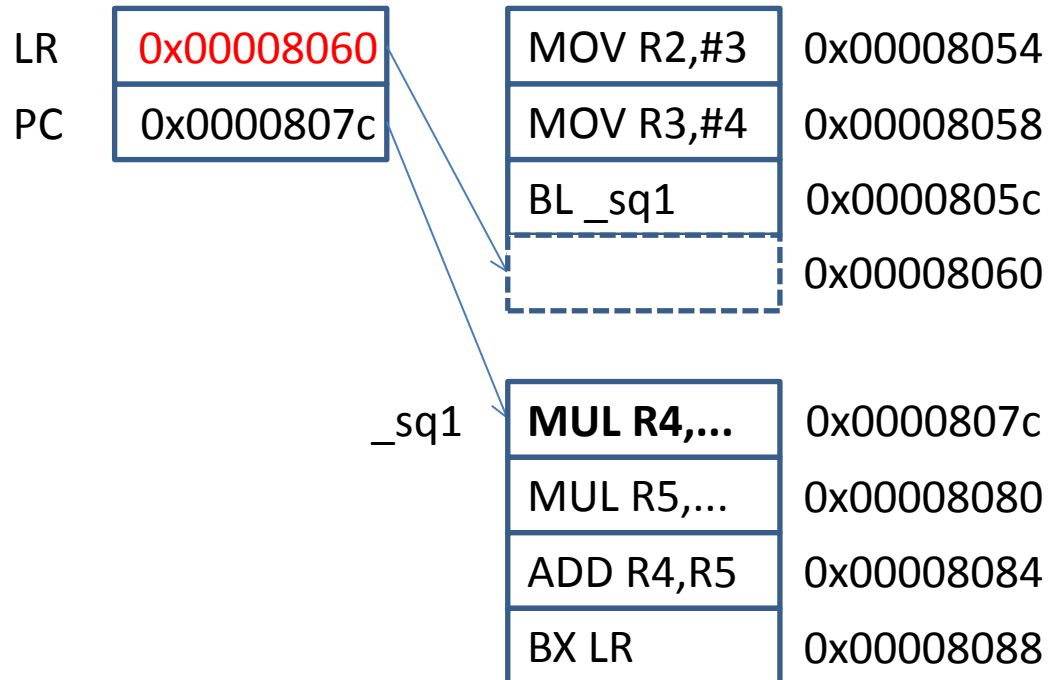 LR 0x00008060 MOV R2,#3 0x00008054
PC 0x0000807c MOV R3,#4 0x00008058
BL _sq1 0x0000805c
0x00008060
_sq1 MUL R4,... 0x0000807c
MUL R5,... 0x00008080
ADD R4,R5 0x00008084
BX LR 0x00008088